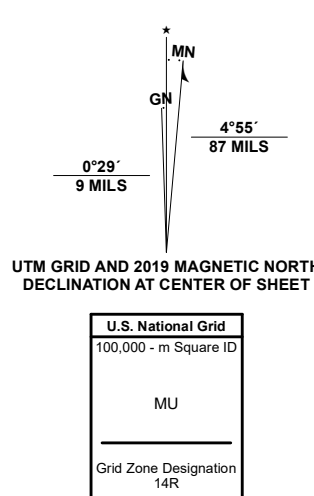 ★
MN
GN
4°55´
87 MILS
0°29´
9 MILS
UTM GRID AND 2019 MAGNETIC NORTH
DECLINATION AT CENTER OF SHEET
U.S. National Grid
100,000 - m Square ID
MU
Grid Zone Designation
14R